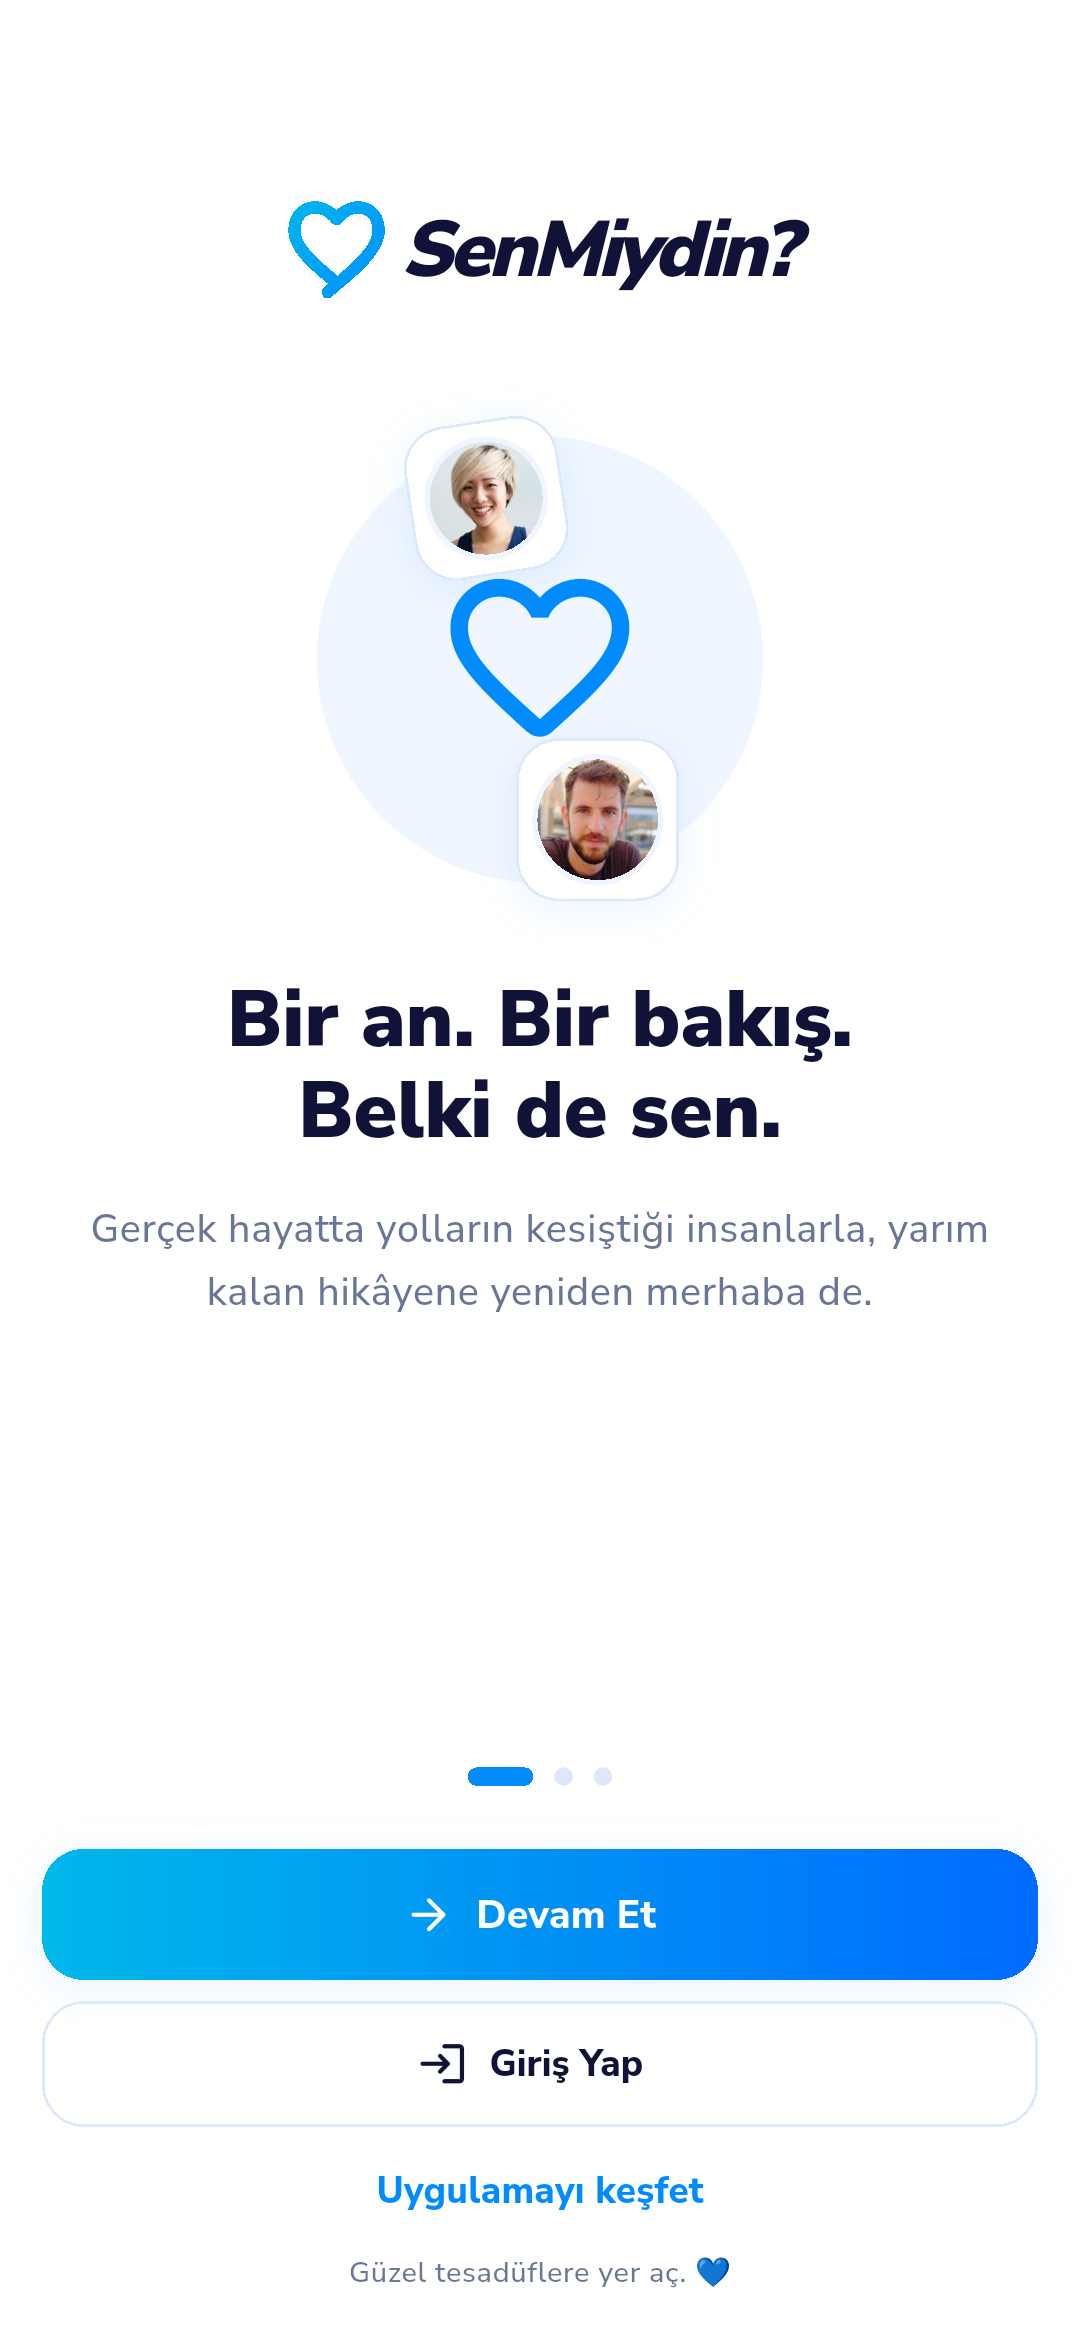 SenMiydin?
Bir an. Bir bakış.
Belki de sen.
Gerçek hayatta yolların kesiştiği insanlarla, yarım
kalan hikâyene yeniden merhaba de.
Devam Et
Giriş Yap
Uygulamayı keşfet
Güzel tesadüflere yer aç. 💙